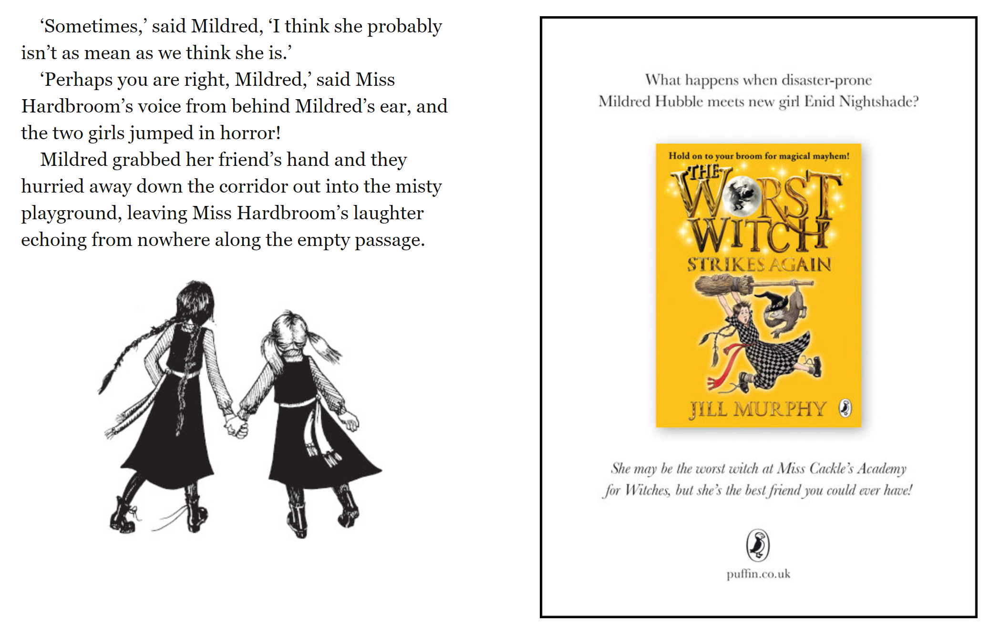 ‘Sometimes,’ said Mildred, ‘I think she probably
isn’t as mean as we think she is.’
‘Perhaps you are right, Mildred,’ said Miss
Hardbroom’s voice from behind Mildred’s ear, and
the two girls jumped in horror!
Mildred grabbed her friend’s hand and they
hurried away down the corridor out into the misty
playground, leaving Miss Hardbroom’s laughter
echoing from nowhere along the empty passage.
What happens when disaster-prone
Mildred Hubble meets new girl Enid Nightshade?
Hold on to your broom for magical mayhem!
THE
WORST
WITCH
STRIKES AGAIN
JILL MURPHY
She may be the worst witch at Miss Cackle’s Academy
for Witches, but she’s the best friend you could ever have!
puffin.co.uk